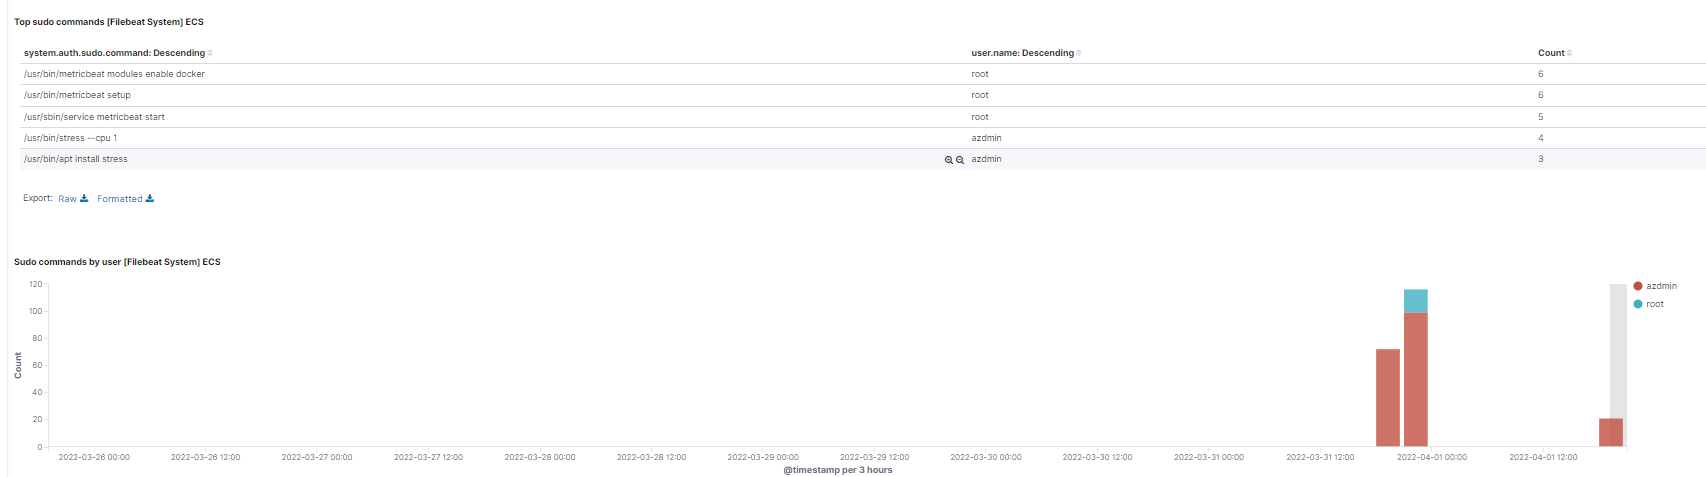 Top sudo commands [Filebeat System] ECS
system.auth.sudo.command: Descending user.name: Descending Count
/usr/bin/metricbeat modules enable docker root 6
/usr/bin/metricbeat setup root 6
/usr/sbin/service metricbeat start root 5
/usr/bin/stress --cpu 1 azdmin 4
/usr/bin/apt install stress azdmin 3
Export: Raw Formatted
Sudo commands by user [Filebeat System] ECS
120
100
80
60
40
20
0
Count
azdmin
root
2022-03-26 00:00 2022-03-26 12:00 2022-03-27 00:00 2022-03-27 12:00 2022-03-28 00:00 2022-03-28 12:00 2022-03-29 00:00 2022-03-29 12:00 2022-03-30 00:00 2022-03-30 12:00 2022-03-31 00:00 2022-03-31 12:00 2022-04-01 00:00 2022-04-01 12:00
@timestamp per 3 hours